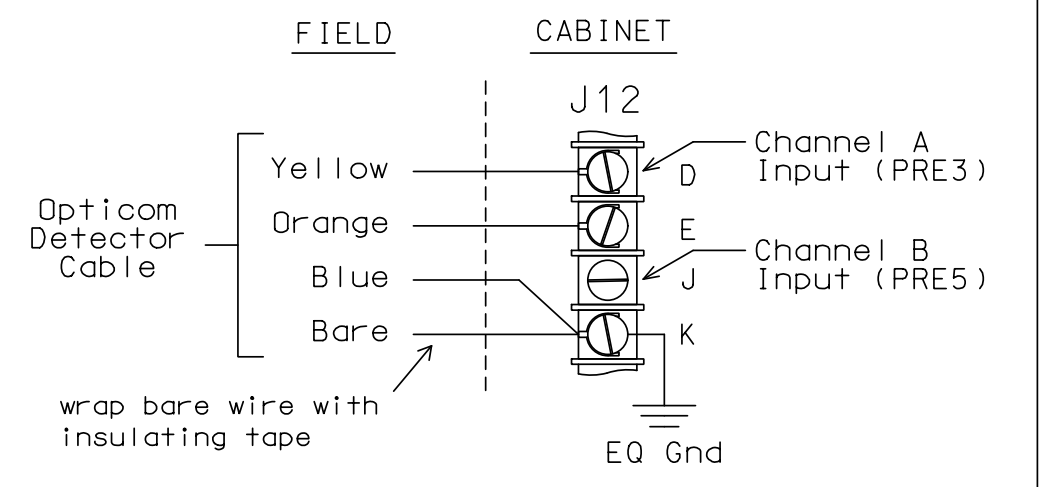 FIELD
CABINET
J12
Yellow
Orange
Blue
Bare
Opticom
Detector
Cable
D
E
J
K
Channel A
Input (PRE3)
Channel B
Input (PRE5)
wrap bare wire with
insulating tape
EQ Gnd